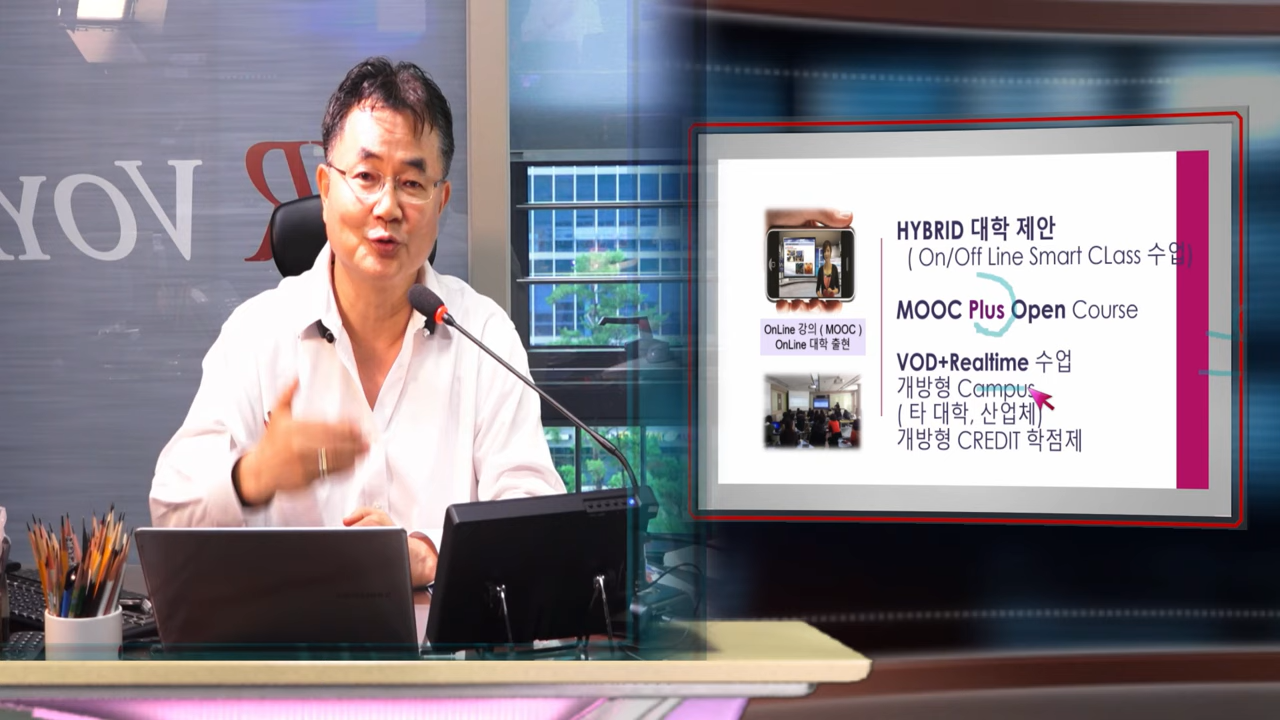 VOY
R
HYBRID 대학 제안
( On/Off Line Smart CLass 수업)
MOOC Plus Open Course
OnLine 강의 ( MOOC )
OnLine 대학 출현
VOD+Realtime 수업
개방형 Campus
( 타 대학, 산업체)
개방형 CREDIT 학점제